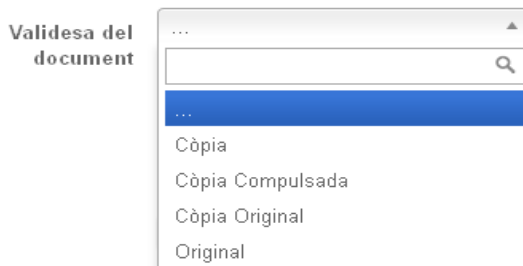 Validesa del
document
...
...
Còpia
Còpia Compulsada
Còpia Original
Original